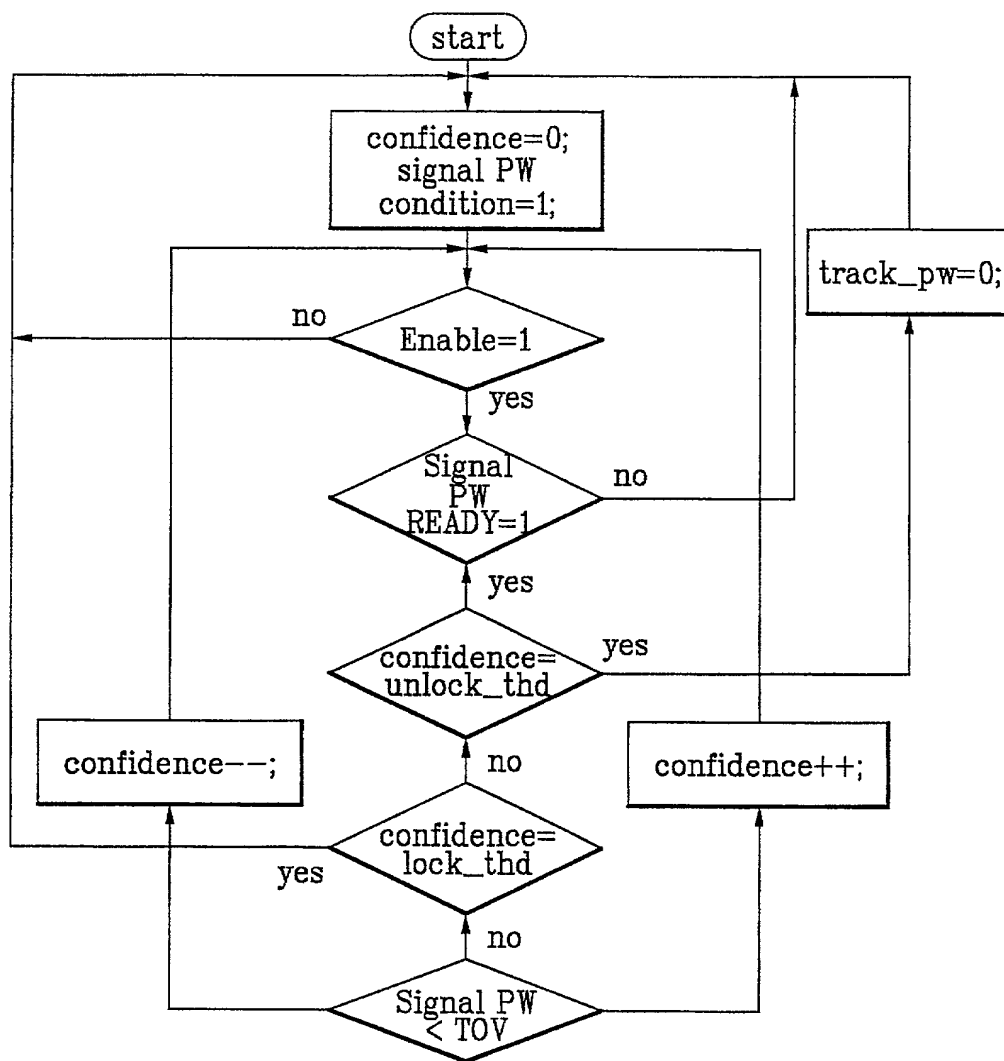 start
confidence=0;
signal PW
condition=1;
track_pw=0;
no
Enable=1
yes
Signal
PW
READY=1
no
yes
confidence=
unlock_thd
yes
confidence--;
no
confidence++;
confidence=
lock_thd
yes
no
Signal PW
< TOV